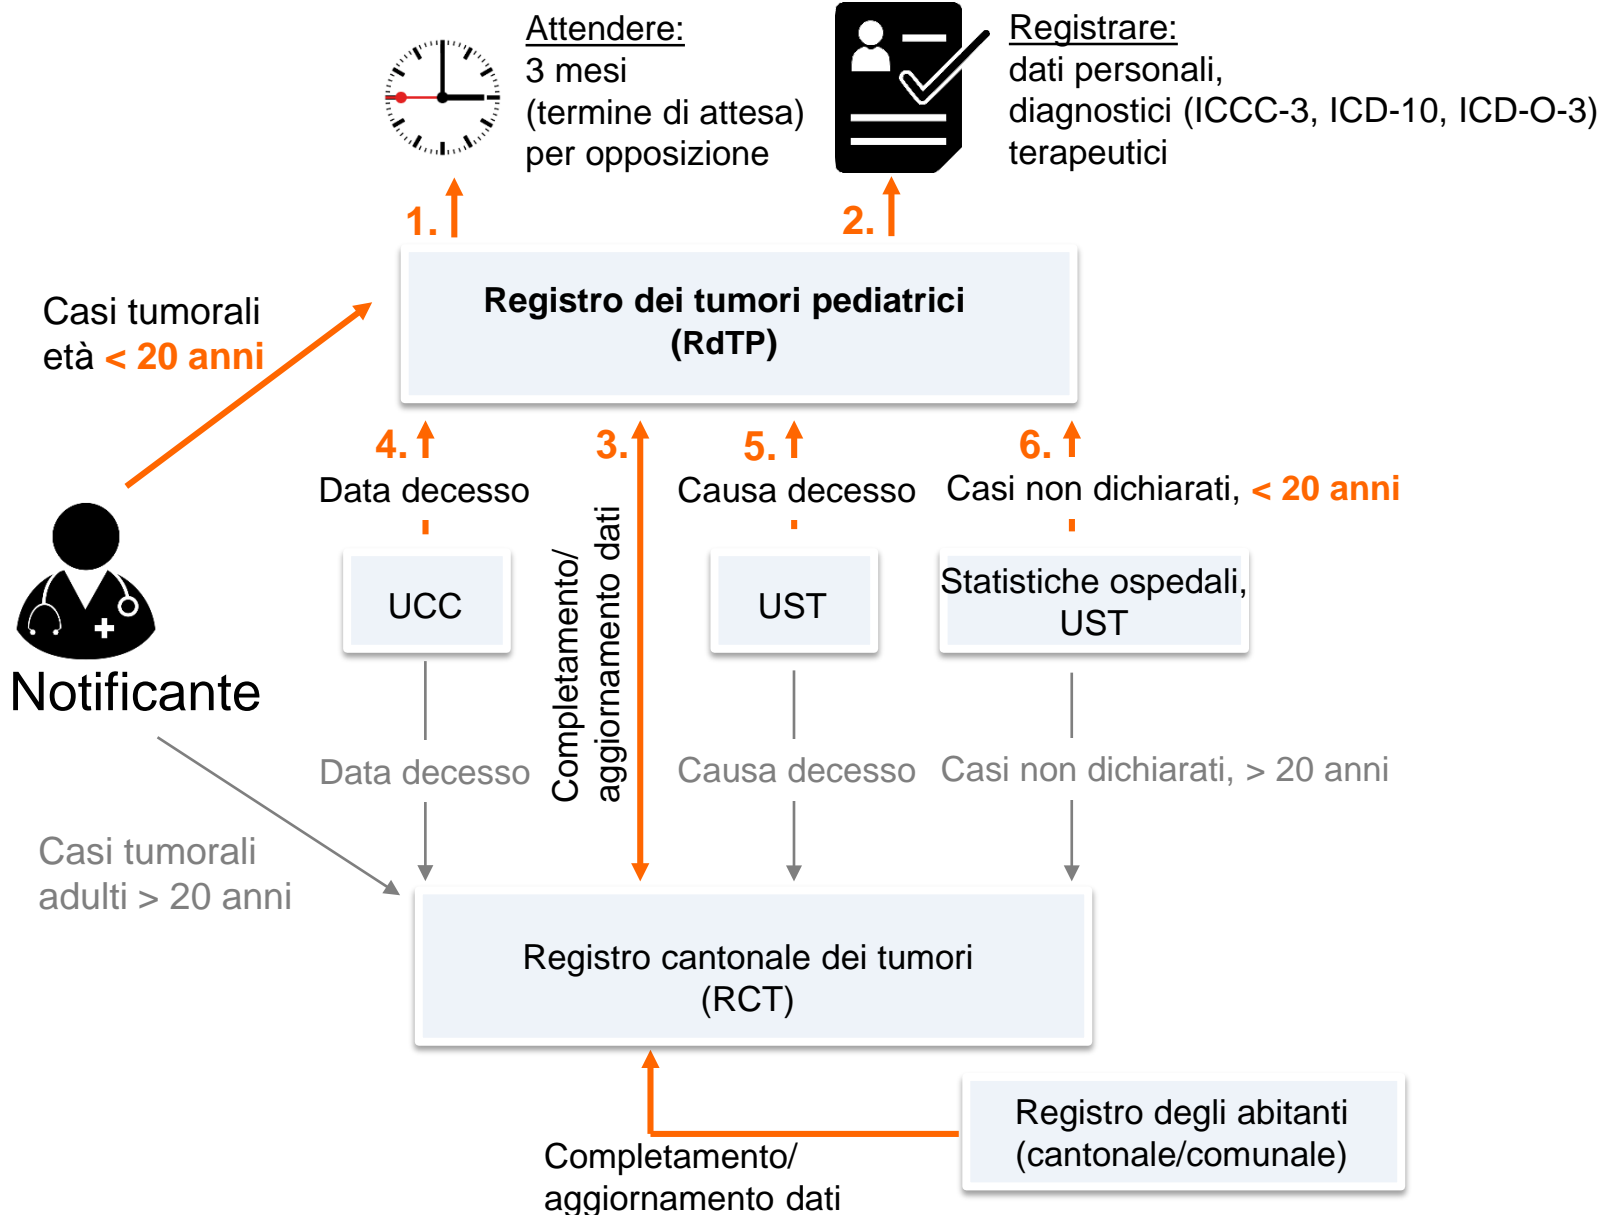 Attendere:
3 mesi
(termine di attesa)
per opposizione
Registrare:
dati personali,
diagnostici (ICCC-3, ICD-10, ICD-O-3)
terapeutici
1.
2.
Registro dei tumori pediatrici
(RdTP)
Casi tumorali
età < 20 anni
4.
3.
5.
6.
Data decesso
Causa decesso
Casi non dichiarati, < 20 anni
Completamento/
aggiornamento dati
UCC
UST
Statistiche ospedali,
UST
Notificante
Data decesso
Causa decesso
Casi non dichiarati, > 20 anni
Casi tumorali
adulti > 20 anni
Registro cantonale dei tumori
(RCT)
Registro degli abitanti
(cantonale/comunale)
Completamento/
aggiornamento dati